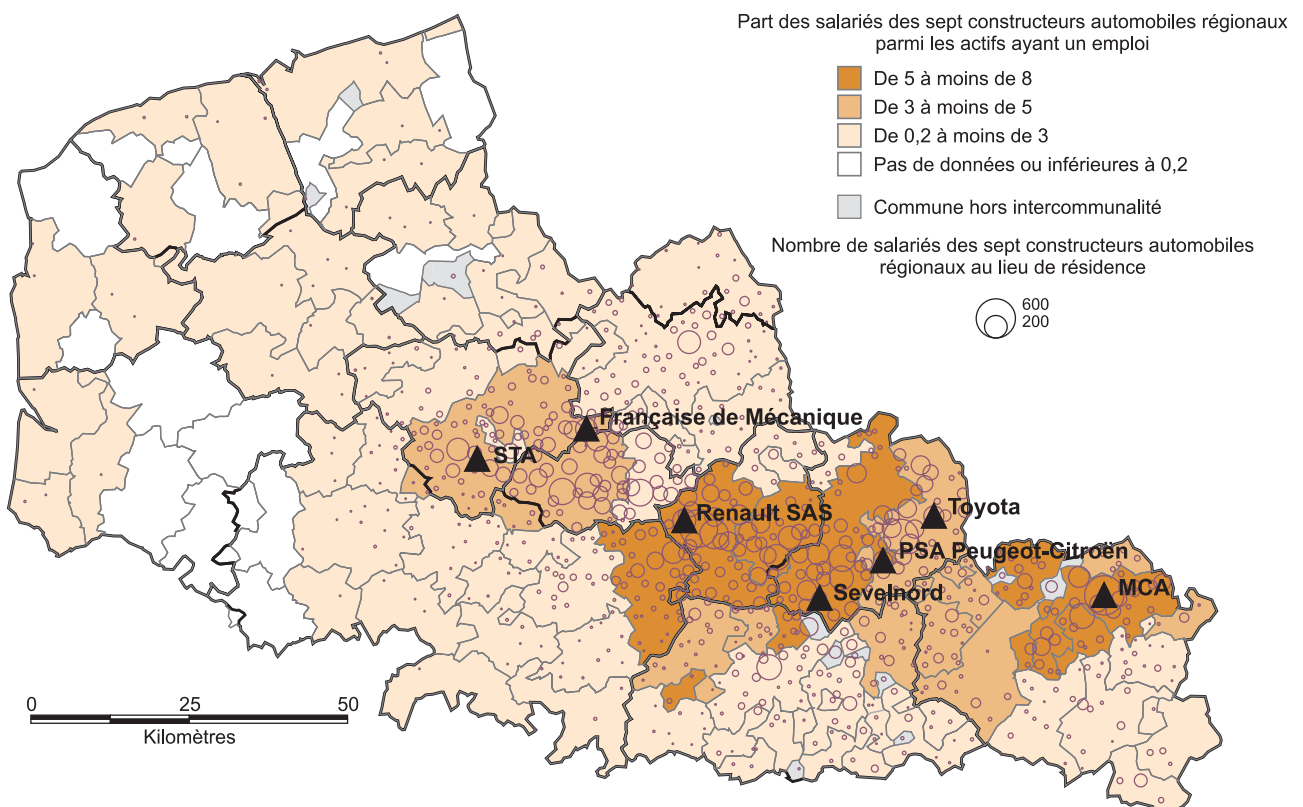 Part des salariés des sept constructeurs automobiles régionaux
parmi les actifs ayant un emploi
De 5 à moins de 8
De 3 à moins de 5
De 0,2 à moins de 3
Pas de données ou inférieures à 0,2
Commune hors intercommunalité
Nombre de salariés des sept constructeurs automobiles
régionaux au lieu de résidence
600
200
Française de Mécanique
STA
Renault SAS
Toyota
PSA Peugeot-Citroën
Sevelnord
MCA
0 25 50
Kilomètres